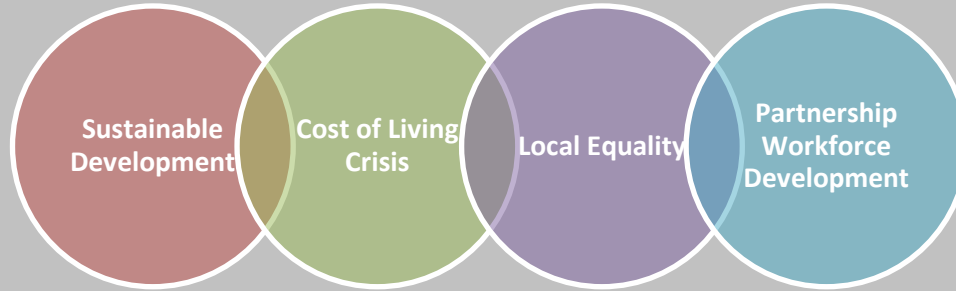 Sustainable
Development
Cost of Living
Crisis
Local Equality
Partnership
Workforce
Development